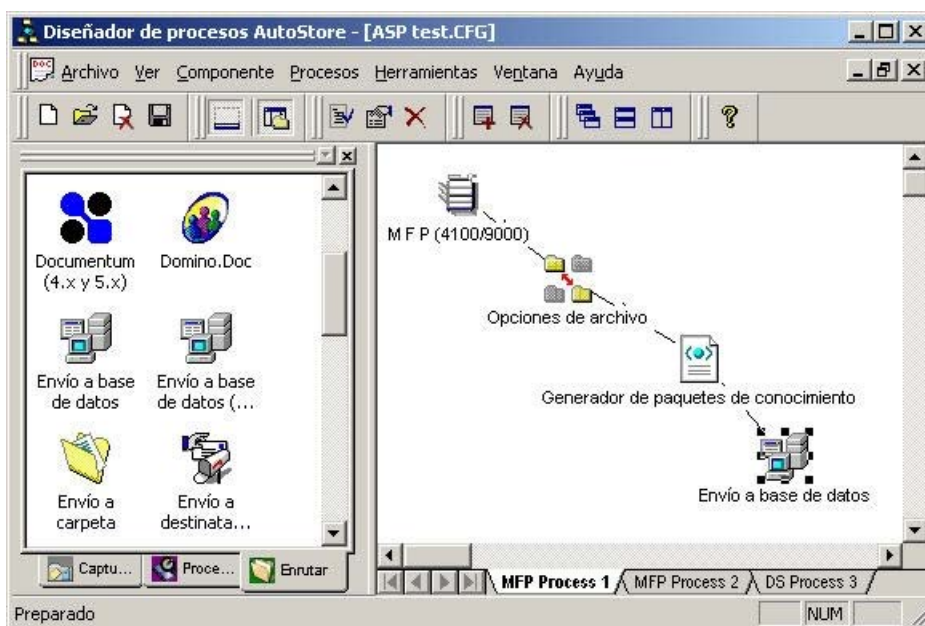 Diseñador de procesos AutoStore - [ASP test.CFG]
DOC
Archivo Ver Componente Procesos Herramientas Ventana Ayuda
Documentum
(4.x y 5.x)
Domino.Doc
Envío a base
de datos
Envío a base
de datos (...
Envío a
carpeta
Envío a
destinata...
Captu...
Proce...
Enrutar
M F P (4100/9000)
Opciones de archivo
Generador de paquetes de conocimiento
Envío a base de datos
MFP Process 1
MFP Process 2
DS Process 3
Preparado
NUM